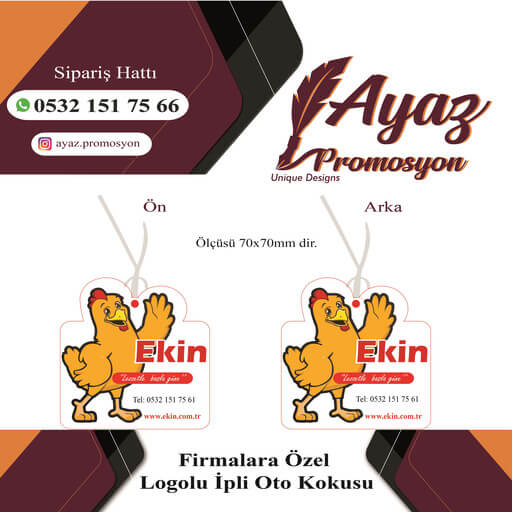 Sipariş Hattı
0532 151 75 66
ayaz.promosyon
Ayaz
Promosyon
Unique Designs
Ön
Arka
Ölçüsü 70x70mm dir.
Ekin
Tel: 0532 151 75 61
www.ekin.com.tr
Ekin
Tel: 0532 151 75 61
www.ekin.com.tr
Firmalara Özel
Logolu İpli Oto Kokusu